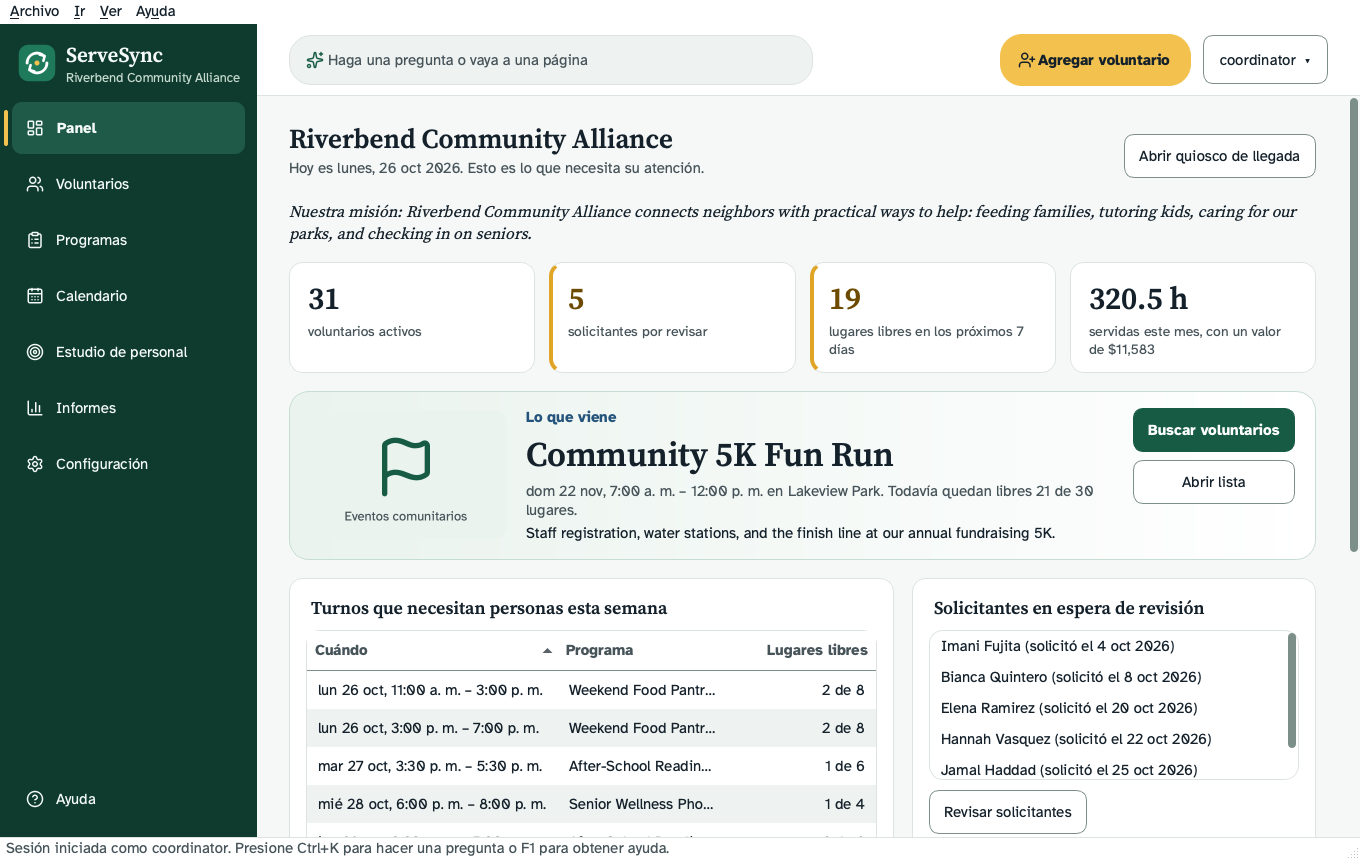 Archivo Ir Ver Ayuda
ServeSync
Riverbend Community Alliance
Haga una pregunta o vaya a una página
Agregar voluntario
coordinator
Panel
Voluntarios
Programas
Calendario
Estudio de personal
Informes
Configuración
Ayuda
Riverbend Community Alliance
Hoy es lunes, 26 oct 2026. Esto es lo que necesita su atención.
Abrir quiosco de llegada
Nuestra misión: Riverbend Community Alliance connects neighbors with practical ways to help: feeding families, tutoring kids, caring for our
parks, and checking in on seniors.
31
voluntarios activos
5
solicitantes por revisar
19
lugares libres en los próximos 7
días
320.5 h
servidas este mes, con un valor
de $11,583
Eventos comunitarios
Lo que viene
Community 5K Fun Run
dom 22 nov, 7:00 a. m. – 12:00 p. m. en Lakeview Park. Todavía quedan libres 21 de 30
lugares.
Staff registration, water stations, and the finish line at our annual fundraising 5K.
Buscar voluntarios
Abrir lista
Turnos que necesitan personas esta semana
Cuándo Programa Lugares libres
lun 26 oct, 11:00 a. m. – 3:00 p. m. Weekend Food Pantr... 2 de 8
lun 26 oct, 3:00 p. m. – 7:00 p. m. Weekend Food Pantr... 2 de 8
mar 27 oct, 3:30 p. m. – 5:30 p. m. After-School Readin... 1 de 6
mié 28 oct, 6:00 p. m. – 8:00 p. m. Senior Wellness Pho... 1 de 4
Solicitantes en espera de revisión
Imani Fujita (solicitó el 4 oct 2026)
Bianca Quintero (solicitó el 8 oct 2026)
Elena Ramirez (solicitó el 20 oct 2026)
Hannah Vasquez (solicitó el 22 oct 2026)
Jamal Haddad (solicitó el 25 oct 2026)
Revisar solicitantes
Sesión iniciada como coordinator. Presione Ctrl+K para hacer una pregunta o F1 para obtener ayuda.